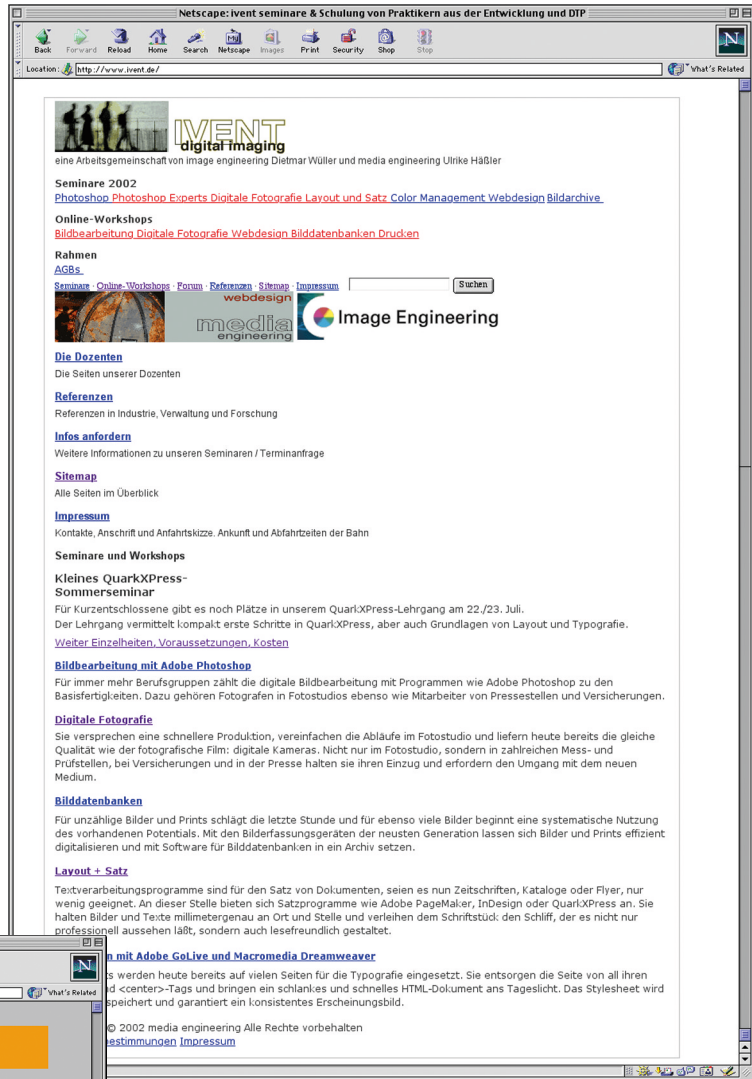 Netscape: ivent seminare & Schulung von Praktikern aus der Entwicklung und DTP
Back Forward Reload Home Search Netscape Images Print Security Shop Stop
Location: http://www.ivent.de/ What's Related
IVENT
digital imaging
eine Arbeitsgemeinschaft von image engineering Dietmar Wüller und media engineering Ulrike Häßler
Seminare 2002
Photoshop Photoshop Experts Digitale Fotografie Layout und Satz Color Management Webdesign Bildarchive
Online-Workshops
Bildbearbeitung Digitale Fotografie Webdesign Bilddatenbanken Drucken
Rahmen
AGBs
Seminare · Online-Workshops · Forum · Referenzen · Sitemap · Impressum Suchen
webdesign
media
engineering
Image Engineering
Die Dozenten
Die Seiten unserer Dozenten
Referenzen
Referenzen in Industrie, Verwaltung und Forschung
Infos anfordern
Weitere Informationen zu unseren Seminaren / Terminanfrage
Sitemap
Alle Seiten im Überblick
Impressum
Kontakte, Anschrift und Anfahrtskizze. Ankunft und Abfahrtzeiten der Bahn
Seminare und Workshops
Kleines QuarkXPress-
Sommerseminar
Für Kurzentschlossene gibt es noch Plätze in unserem QuarkXPress-Lehrgang am 22./23. Juli.
Der Lehrgang vermittelt kompakt erste Schritte in QuarkXPress, aber auch Grundlagen von Layout und Typografie.
Weiter Einzelheiten, Voraussetzungen, Kosten
Bildbearbeitung mit Adobe Photoshop
Für immer mehr Berufsgruppen zählt die digitale Bildbearbeitung mit Programmen wie Adobe Photoshop zu den
Basisfertigkeiten. Dazu gehören Fotografen in Fotostudios ebenso wie Mitarbeiter von Pressestellen und Versicherungen.
Digitale Fotografie
Sie versprechen eine schnellere Produktion, vereinfachen die Abläufe im Fotostudio und liefern heute bereits die gleiche
Qualität wie der fotografische Film: digitale Kameras. Nicht nur im Fotostudio, sondern in zahlreichen Mess- und
Prüfstellen, bei Versicherungen und in der Presse halten sie ihren Einzug und erfordern den Umgang mit dem neuen
Medium.
Bilddatenbanken
Für unzählige Bilder und Prints schlägt die letzte Stunde und für ebenso viele Bilder beginnt eine systematische Nutzung
des vorhandenen Potentials. Mit den Bilderfassungsgeräten der neusten Generation lassen sich Bilder und Prints effizient
digitalisieren und mit Software für Bilddatenbanken in ein Archiv setzen.
Layout + Satz
Textverarbeitungsprogramme sind für den Satz von Dokumenten, seien es nun Zeitschriften, Kataloge oder Flyer, nur
wenig geeignet. An dieser Stelle bieten sich Satzprogramme wie Adobe PageMaker, InDesign oder QuarkXPress an. Sie
halten Bilder und Texte millimetergenau an Ort und Stelle und verleihen dem Schriftstück den Schliff, der es nicht nur
professionell aussehen läßt, sondern auch lesefreundlich gestaltet.
n mit Adobe GoLive und Macromedia Dreamweaver
s werden heute bereits auf vielen Seiten für die Typografie eingesetzt. Sie entsorgen die Seite von all ihren
d <center>-Tags und bringen ein schlankes und schnelles HTML-Dokument ans Tageslicht. Das Stylesheet wird
speichert und garantiert ein konsistentes Erscheinungsbild.
© 2002 media engineering Alle Rechte vorbehalten
estimmungen Impressum
What's Related